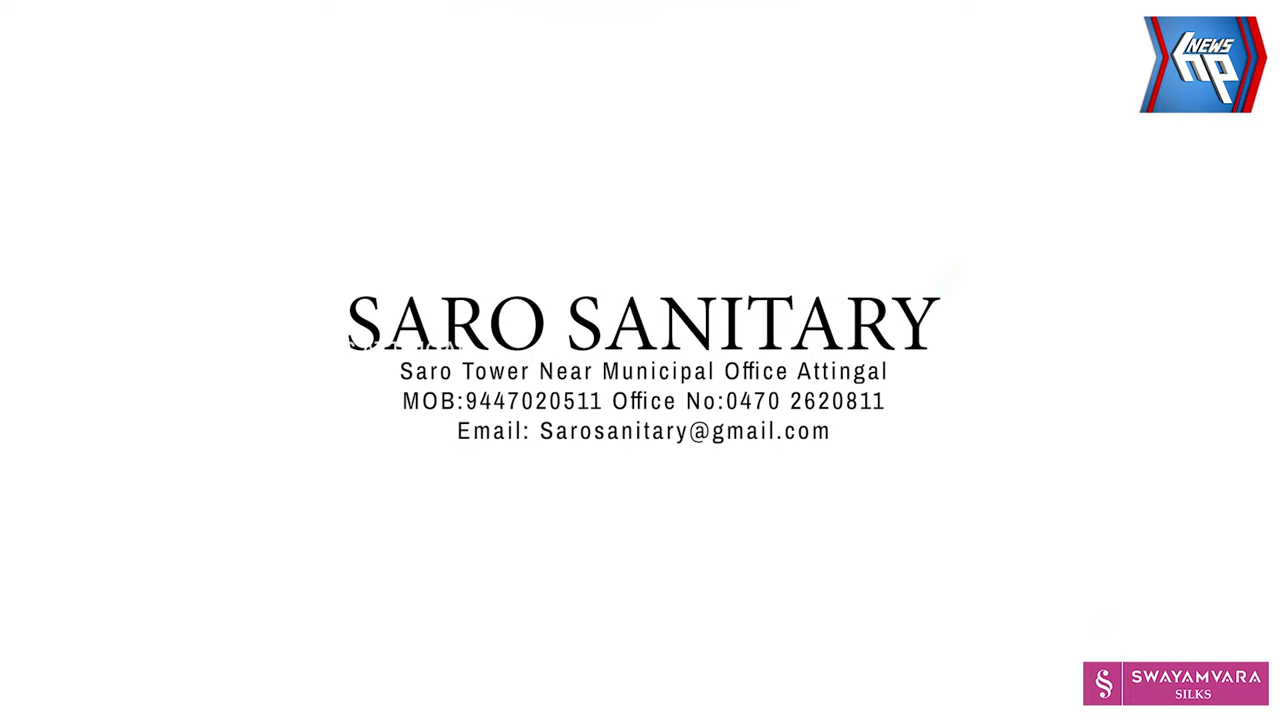 NEWS
np
SARO SANITARY
Saro Tower Near Municipal Office Attingal
MOB:9447020511 Office No:0470 2620811
Email: Sarosanitary@gmail.com
SWAYAMVARA
SILKS